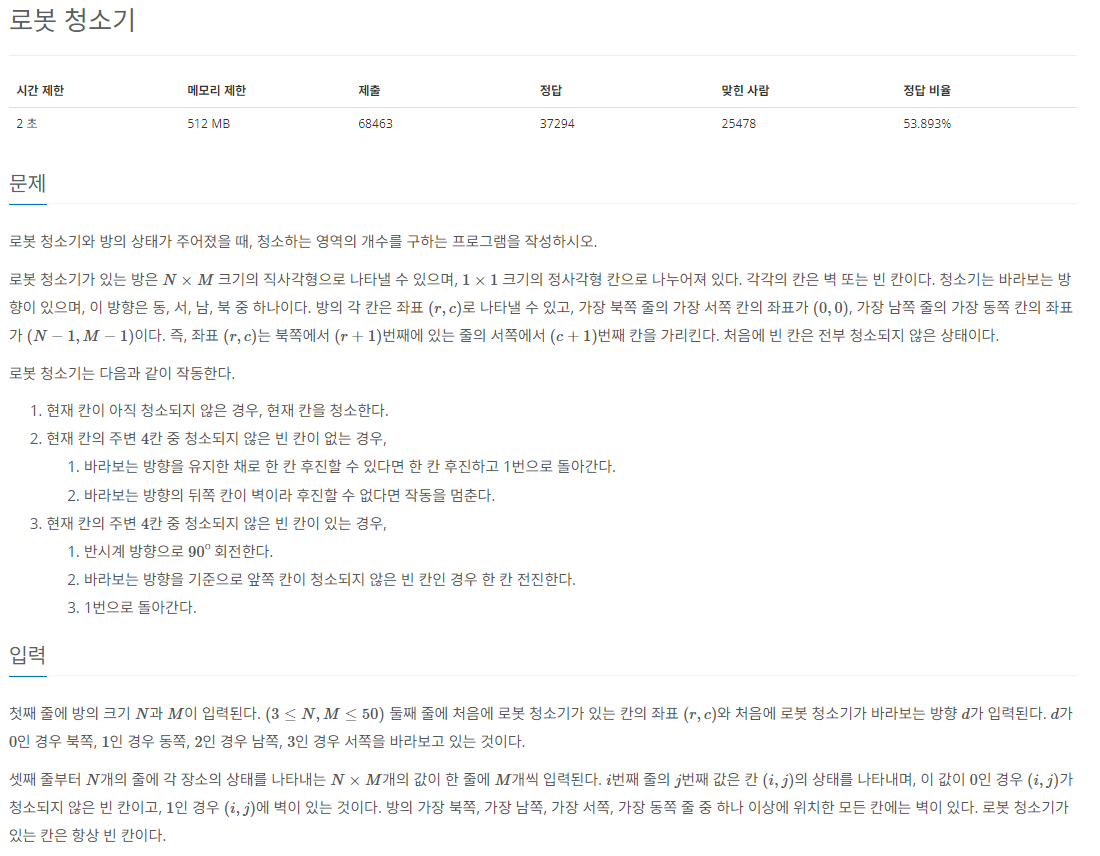 로봇 청소기
시간 제한 메모리 제한 제출 정답 맞힌 사람 정답 비율
2 초 512 MB 68463 37294 25478 53.893%
문제
로봇 청소기와 방의 상태가 주어졌을 때, 청소하는 영역의 개수를 구하는 프로그램을 작성하시오.
로봇 청소기가 있는 방은 N × M 크기의 직사각형으로 나타낼 수 있으며, 1 × 1 크기의 정사각형 칸으로 나누어져 있다. 각각의 칸은 벽 또는 빈 칸이다. 청소기는 바라보는 방
향이 있으며, 이 방향은 동, 서, 남, 북 중 하나이다. 방의 각 칸은 좌표 (r, c)로 나타낼 수 있고, 가장 북쪽 줄의 가장 서쪽 칸의 좌표가 (0, 0), 가장 남쪽 줄의 가장 동쪽 칸의 좌표
가 (N − 1, M − 1)이다. 즉, 좌표 (r, c)는 북쪽에서 (r + 1)번째에 있는 줄의 서쪽에서 (c + 1)번째 칸을 가리킨다. 처음에 빈 칸은 전부 청소되지 않은 상태이다.
로봇 청소기는 다음과 같이 작동한다.
1. 현재 칸이 아직 청소되지 않은 경우, 현재 칸을 청소한다.
2. 현재 칸의 주변 4칸 중 청소되지 않은 빈 칸이 없는 경우,
1. 바라보는 방향을 유지한 채로 한 칸 후진할 수 있다면 한 칸 후진하고 1번으로 돌아간다.
2. 바라보는 방향의 뒤쪽 칸이 벽이라 후진할 수 없다면 작동을 멈춘다.
3. 현재 칸의 주변 4칸 중 청소되지 않은 빈 칸이 있는 경우,
1. 반시계 방향으로 90° 회전한다.
2. 바라보는 방향을 기준으로 앞쪽 칸이 청소되지 않은 빈 칸인 경우 한 칸 전진한다.
3. 1번으로 돌아간다.
입력
첫째 줄에 방의 크기 N과 M이 입력된다. (3 ≤ N, M ≤ 50) 둘째 줄에 처음에 로봇 청소기가 있는 칸의 좌표 (r, c)와 처음에 로봇 청소기가 바라보는 방향 d가 입력된다. d가
0인 경우 북쪽, 1인 경우 동쪽, 2인 경우 남쪽, 3인 경우 서쪽을 바라보고 있는 것이다.
셋째 줄부터 N개의 줄에 각 장소의 상태를 나타내는 N × M개의 값이 한 줄에 M개씩 입력된다. i번째 줄의 j번째 값은 칸 (i, j)의 상태를 나타내며, 이 값이 0인 경우 (i, j)가
청소되지 않은 빈 칸이고, 1인 경우 (i, j)에 벽이 있는 것이다. 방의 가장 북쪽, 가장 남쪽, 가장 서쪽, 가장 동쪽 줄 중 하나 이상에 위치한 모든 칸에는 벽이 있다. 로봇 청소기가
있는 칸은 항상 빈 칸이다.